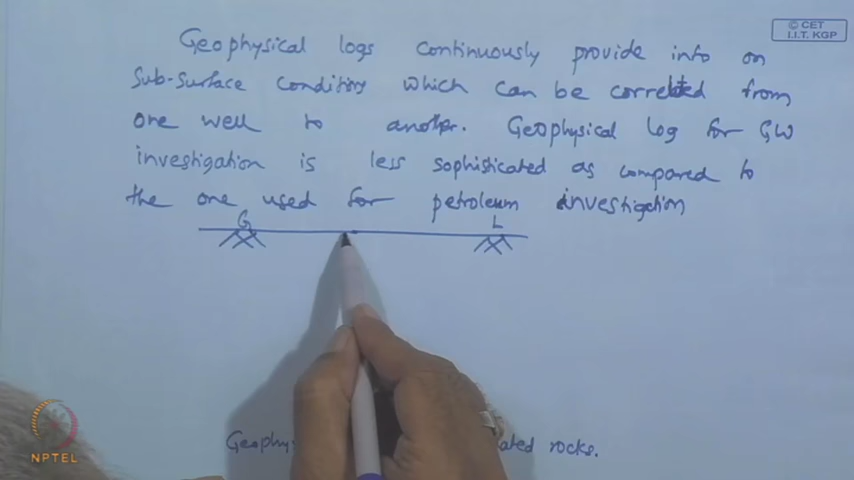 © CET
I.I.T. KGP
Geophysical logs continuously provide info on
Sub-Surface Condition which can be correlated from
one well to another. Geophysical log for GW
investigation is less sophisticated as compared to
the one used for petroleum investigation
G L
Geophy ated rocks.
NPTEL